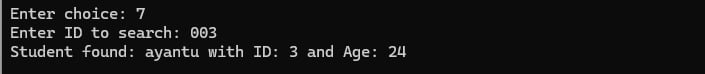 Enter choice: 7
Enter ID to search: 003
Student found: ayantu with ID: 3 and Age: 24